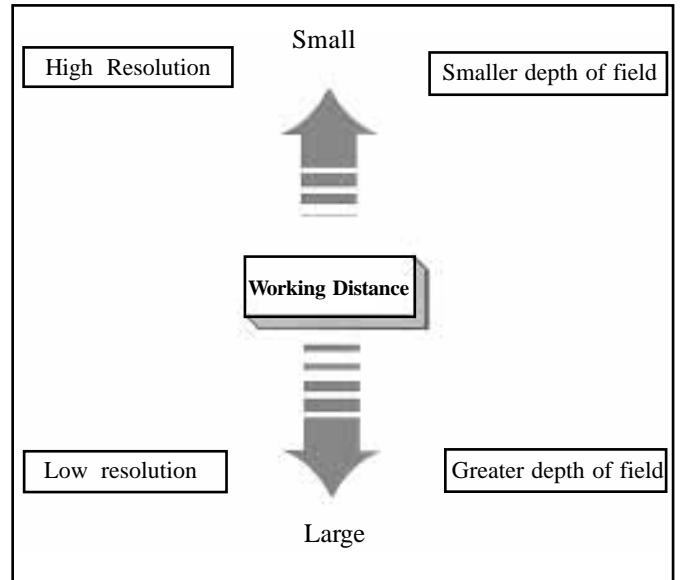 Small
High Resolution
Smaller depth of field
Working Distance
Low resolution
Greater depth of field
Large